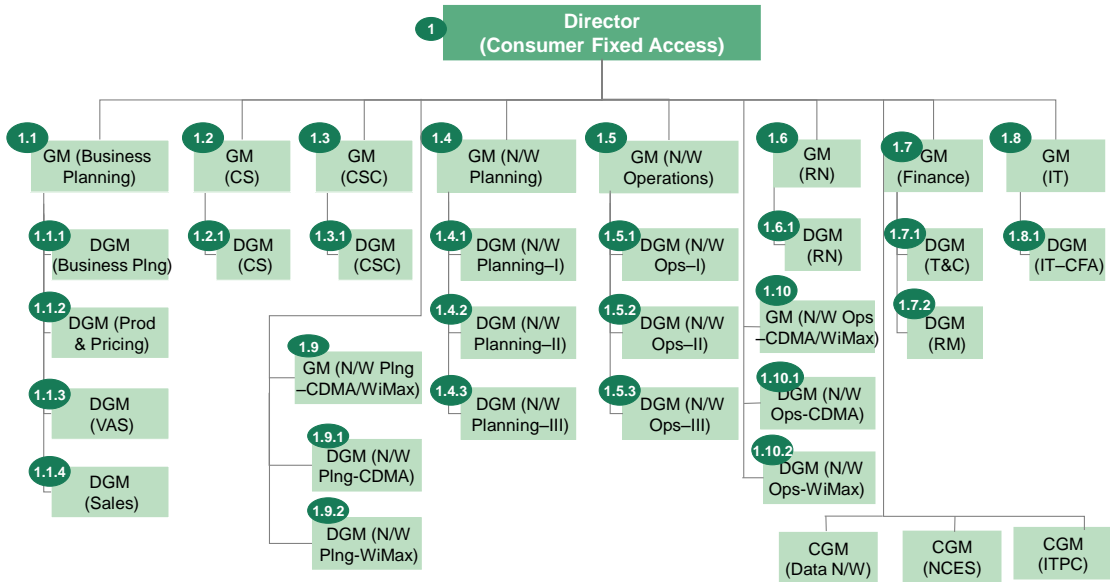 1
Director
(Consumer Fixed Access)
1.1
GM (Business
Planning)
1.1.1
DGM
(Business Plng)
1.1.2
DGM (Prod
& Pricing)
1.1.3
DGM
(VAS)
1.1.4
DGM
(Sales)
1.2
GM
(CS)
1.2.1
DGM
(CS)
1.3
GM
(CSC)
1.3.1
DGM
(CSC)
1.9
GM (N/W Plng
–CDMA/WiMax)
1.9.1
DGM (N/W
Plng-CDMA)
1.9.2
DGM (N/W
Plng-WiMax)
1.4
GM (N/W
Planning)
1.4.1
DGM (N/W
Planning–I)
1.4.2
DGM (N/W
Planning–II)
1.4.3
DGM (N/W
Planning–III)
1.5
GM (N/W
Operations)
1.5.1
DGM (N/W
Ops–I)
1.5.2
DGM (N/W
Ops–II)
1.5.3
DGM (N/W
Ops–III)
1.6
GM
(RN)
1.6.1
DGM
(RN)
1.10
GM (N/W Ops
–CDMA/WiMax)
1.10.1
DGM (N/W
Ops-CDMA)
1.10.2
DGM (N/W
Ops-WiMax)
1.7
GM
(Finance)
1.7.1
DGM
(T&C)
1.7.2
DGM
(RM)
1.8
GM
(IT)
1.8.1
DGM
(IT–CFA)
CGM
(Data N/W)
CGM
(NCES)
CGM
(ITPC)